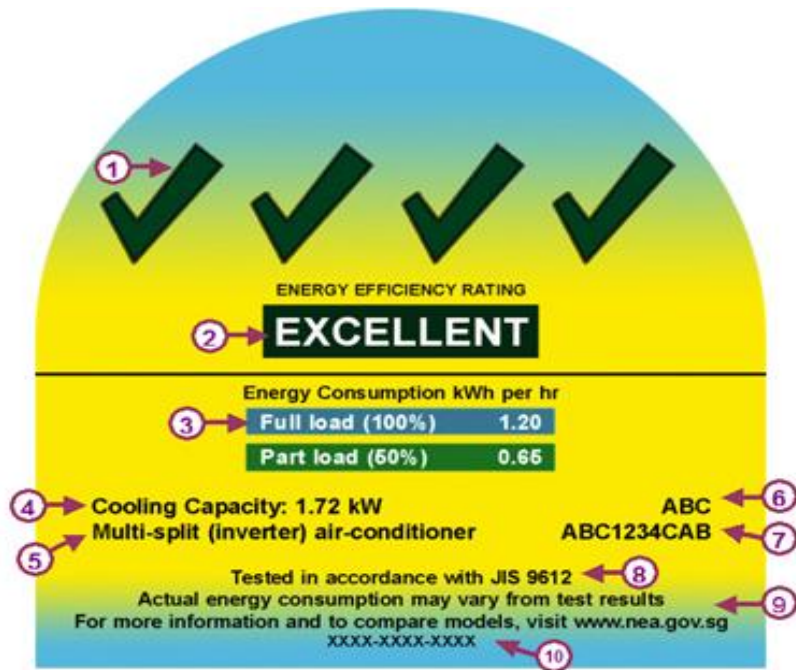 1
ENERGY EFFICIENCY RATING
2 EXCELLENT
Energy Consumption kWh per hr
3 Full load (100%) 1.20
Part load (50%) 0.65
4 Cooling Capacity: 1.72 kW ABC 6
5 Multi-split (inverter) air-conditioner ABC1234CAB 7
Tested in accordance with JIS 9612 8
Actual energy consumption may vary from test results 9
For more information and to compare models, visit www.nea.gov.sg
XXXX-XXXX-XXXX 10